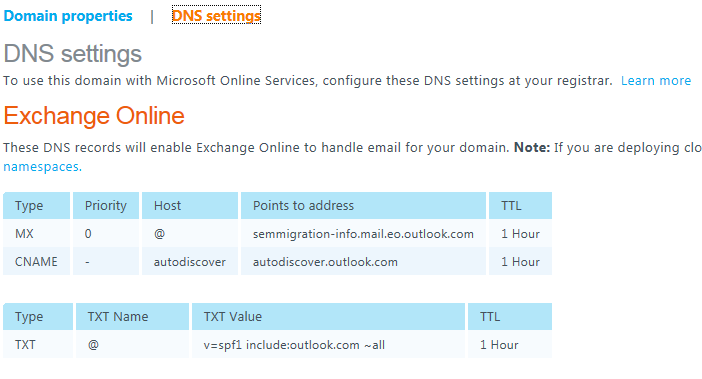 Domain properties | DNS settings
DNS settings
To use this domain with Microsoft Online Services, configure these DNS settings at your registrar. Learn more
Exchange Online
These DNS records will enable Exchange Online to handle email for your domain. Note: If you are deploying clo
namespaces.
Type Priority Host Points to address TTL
MX 0 @ semmigration-info.mail.eo.outlook.com 1 Hour
CNAME - autodiscover autodiscover.outlook.com 1 Hour
Type TXT Name TXT Value TTL
TXT @ v=spf1 include:outlook.com ~all 1 Hour